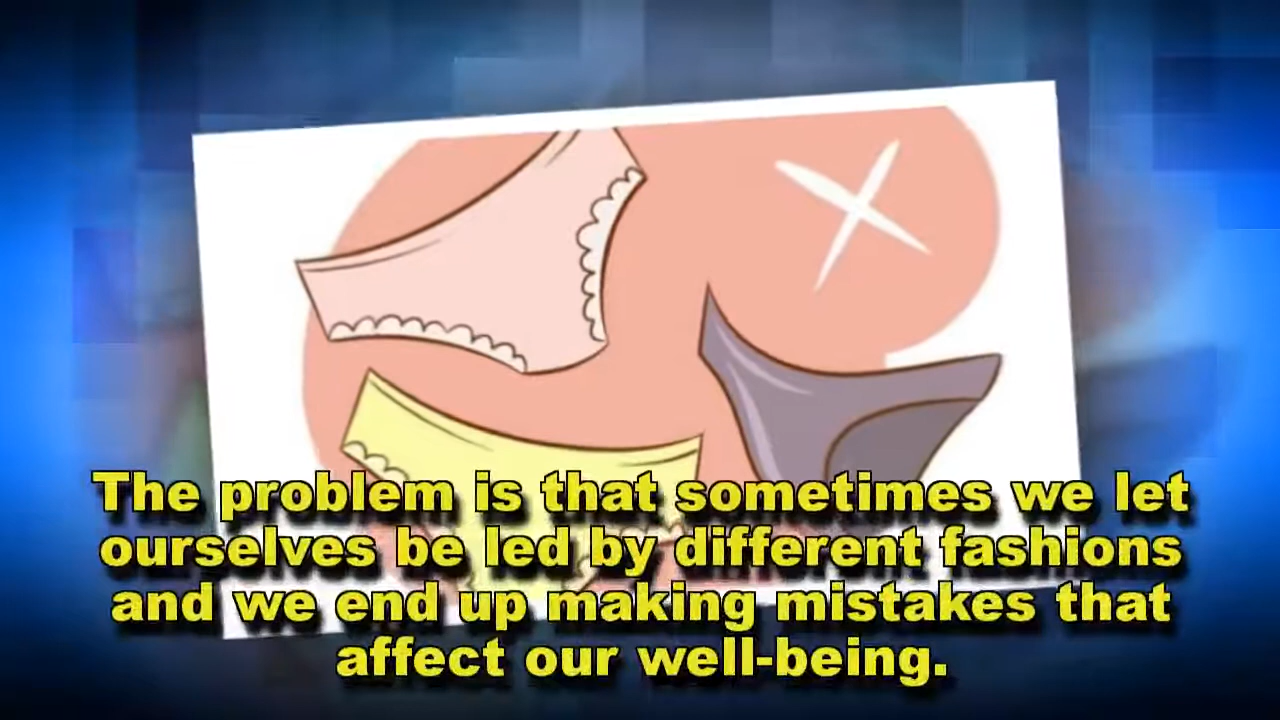 The problem is that sometimes we let
ourselves be led by different fashions
and we end up making mistakes that
affect our well-being.